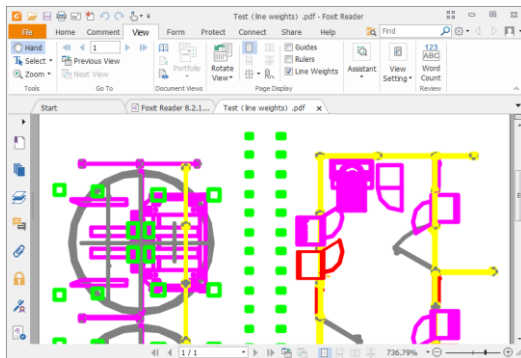 Test (line weights) .pdf - Foxit Reader
File Home Comment View Form Protect Connect Share Help Find
Hand 1 Guides
Select Previous View Rulers
Zoom Next View Portfolio Rotate View Line Weights Assistant View Setting 123 ABC Word Count
Tools Go To Document Views Page Display Review
Start Foxit Reader 8.2.1... Test (line weights) .pdf x
1 / 1 736.79%